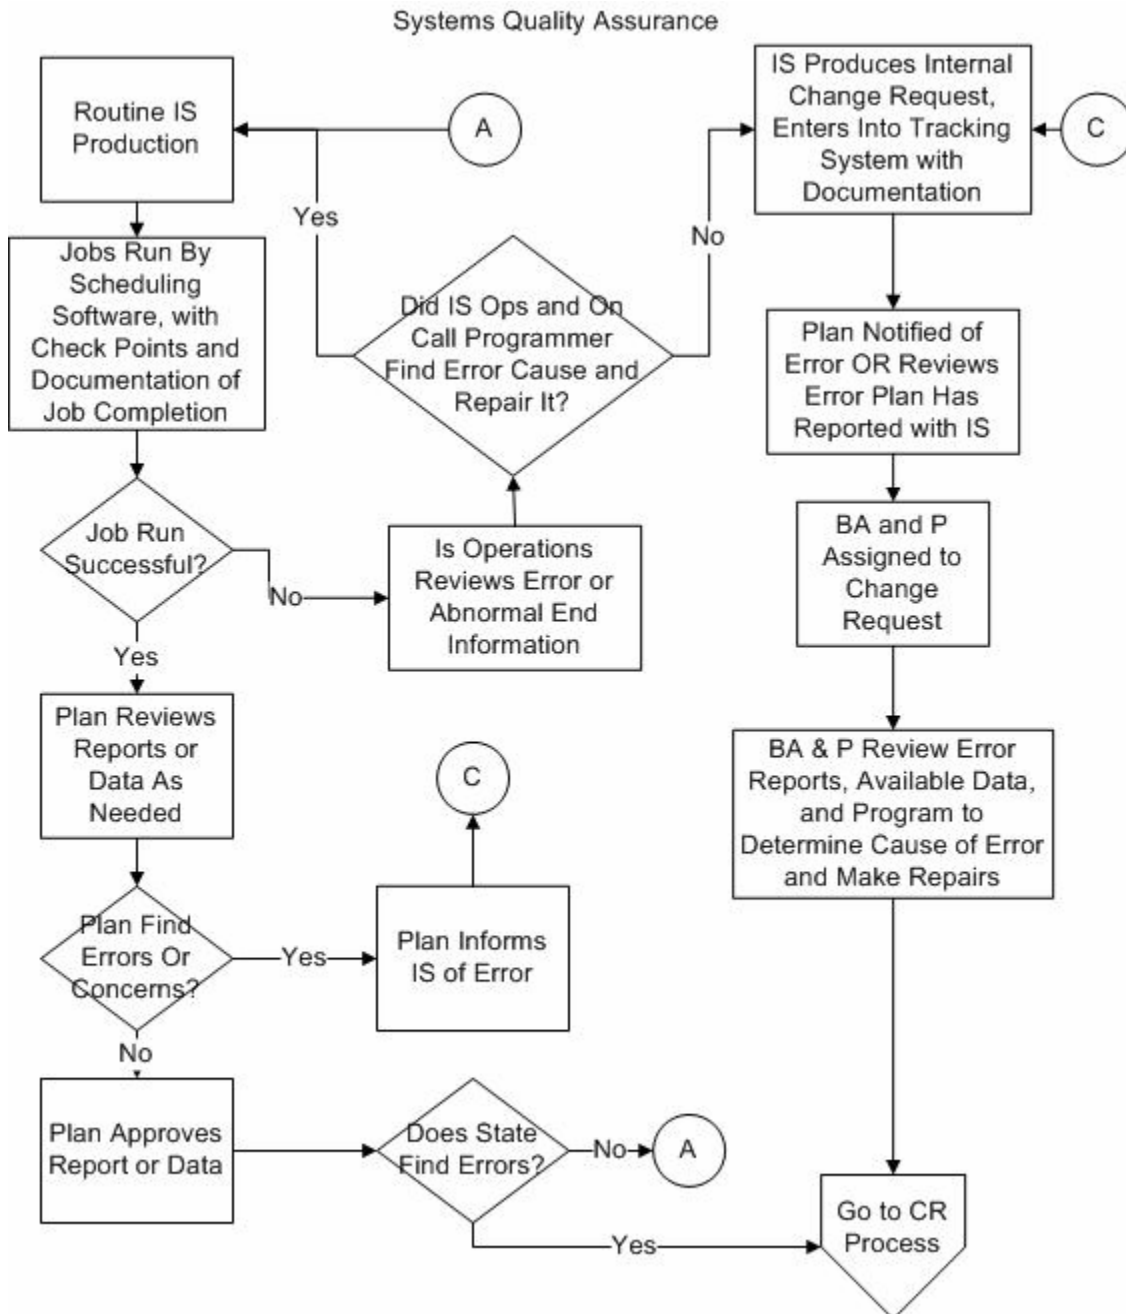 Systems Quality Assurance
Routine IS
Production
A
IS Produces Internal
Change Request,
Enters Into Tracking
System with
Documentation
C
Yes
No
Jobs Run By
Scheduling
Software, with
Check Points and
Documentation of
Job Completion
Did IS Ops and On
Call Programmer
Find Error Cause and
Repair It?
Plan Notified of
Error OR Reviews
Error Plan Has
Reported with IS
Job Run
Successful?
No
Is Operations
Reviews Error or
Abnormal End
Information
BA and P
Assigned to
Change
Request
Yes
Plan Reviews
Reports or
Data As
Needed
C
BA & P Review Error
Reports, Available Data,
and Program to
Determine Cause of Error
and Make Repairs
Plan Find
Errors Or
Concerns?
Yes
Plan Informs
IS of Error
No
Plan Approves
Report or Data
Does State
Find Errors?
No
A
Yes
Go to CR
Process